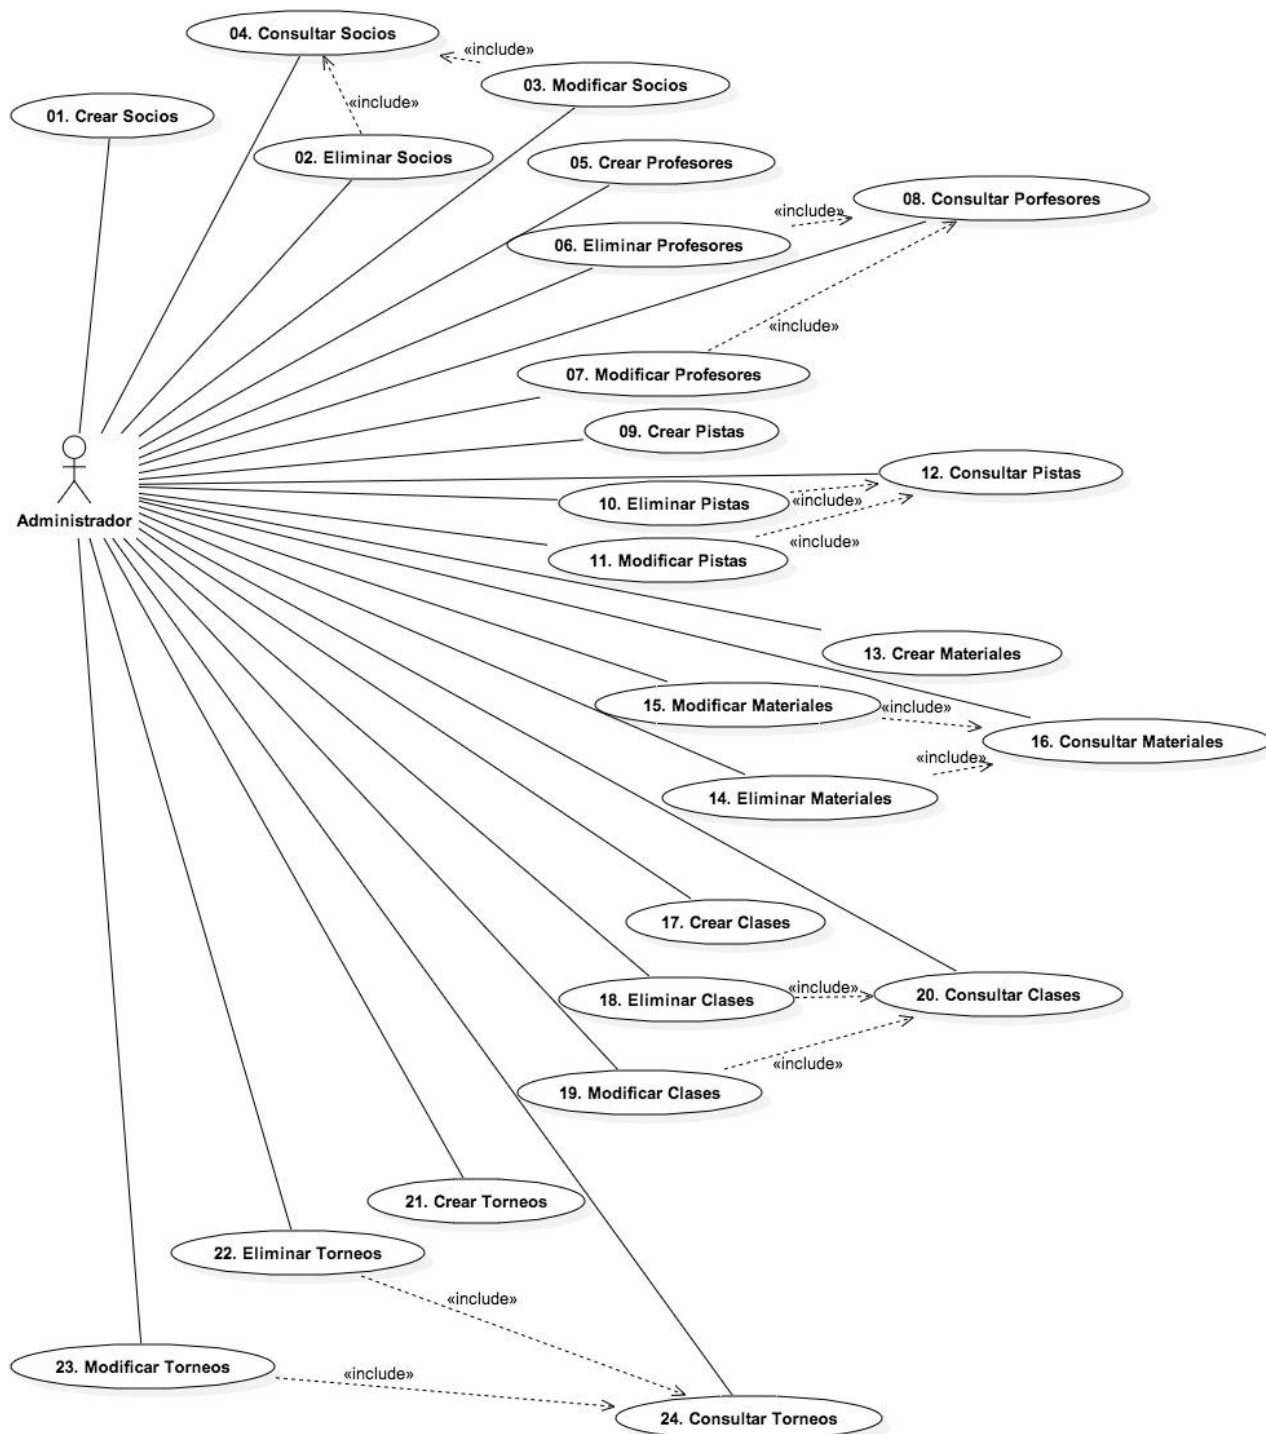 04. Consultar Socios
«include»
03. Modificar Socios
«include»
01. Crear Socios
02. Eliminar Socios
05. Crear Profesores
08. Consultar Porfesores
«include»
06. Eliminar Profesores
«include»
07. Modificar Profesores
09. Crear Pistas
12. Consultar Pistas
10. Eliminar Pistas
«include»
Administrador
«include»
11. Modificar Pistas
13. Crear Materiales
15. Modificar Materiales
«include»
16. Consultar Materiales
«include»
14. Eliminar Materiales
17. Crear Clases
18. Eliminar Clases
«include»
20. Consultar Clases
«include»
19. Modificar Clases
21. Crear Torneos
22. Eliminar Torneos
«include»
23. Modificar Torneos
«include»
24. Consultar Torneos